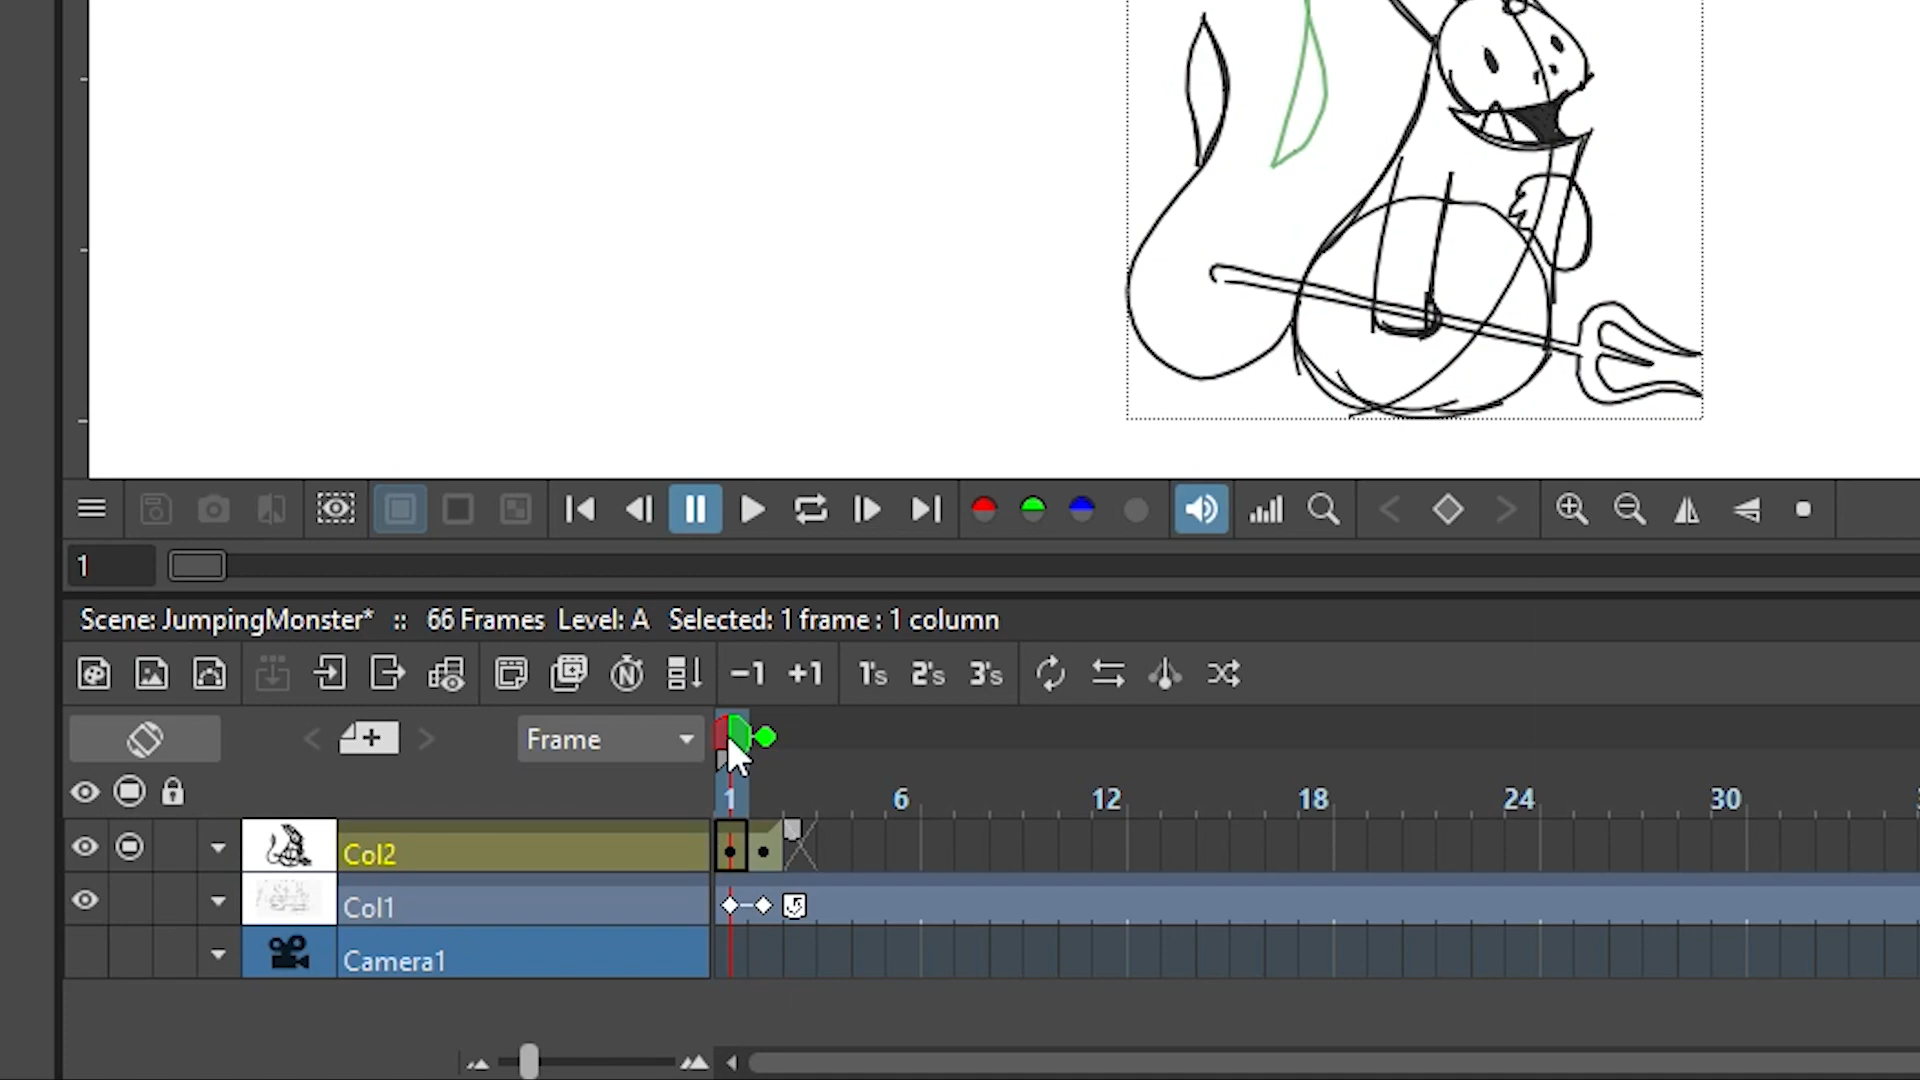 1
Scene: JumpingMonster* :: 66 Frames Level: A Selected: 1 frame : 1 column
N -1 +1 1's 2's 3's
Frame
1 6 12 18 24 30
Col2
Col1
Camera1